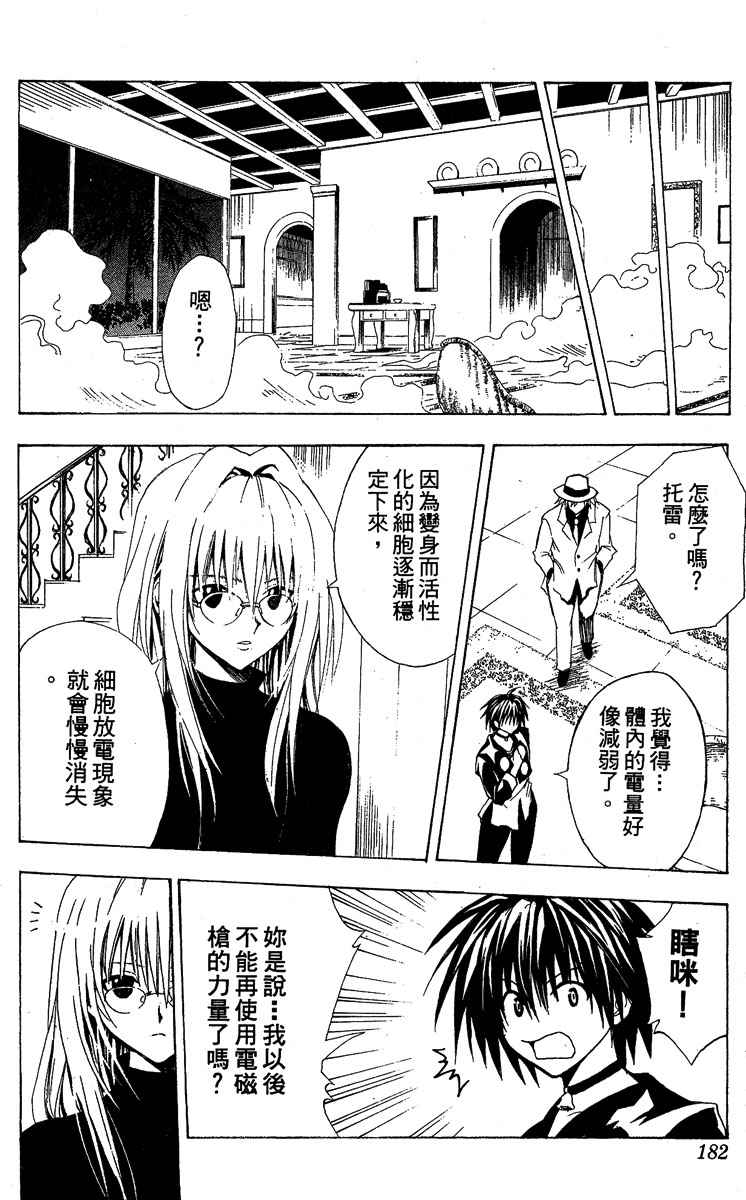 嗯…?
怎麼了嗎?
托雷。
我覺得…
體內的電量好
像減弱了。
因為變身而活性
化的細胞逐漸穩
定下來，
細胞放電現象
就會慢慢消失
。
瞎咪!
妳是說…我以後
不能再使用電磁
槍的力量了嗎?
182